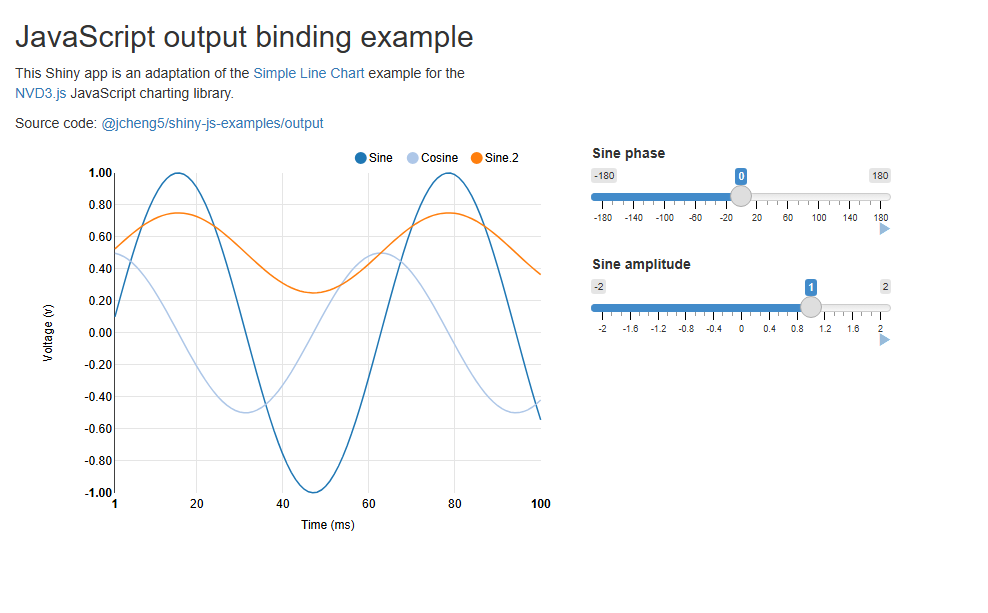 JavaScript output binding example
This Shiny app is an adaptation of the Simple Line Chart example for the
NVD3.js JavaScript charting library.
Source code: @jcheng5/shiny-js-examples/output
Sine Cosine Sine.2
1.00
0.80
0.60
0.40
0.20
0.00
-0.20
-0.40
-0.60
-0.80
-1.00
Voltage (v)
1 20 40 60 80 100
Time (ms)
Sine phase
-180 0 180
-180 -140 -100 -60 -20 20 60 100 140 180
Sine amplitude
-2 1 2
-2 -1.6 -1.2 -0.8 -0.4 0 0.4 0.8 1.2 1.6 2